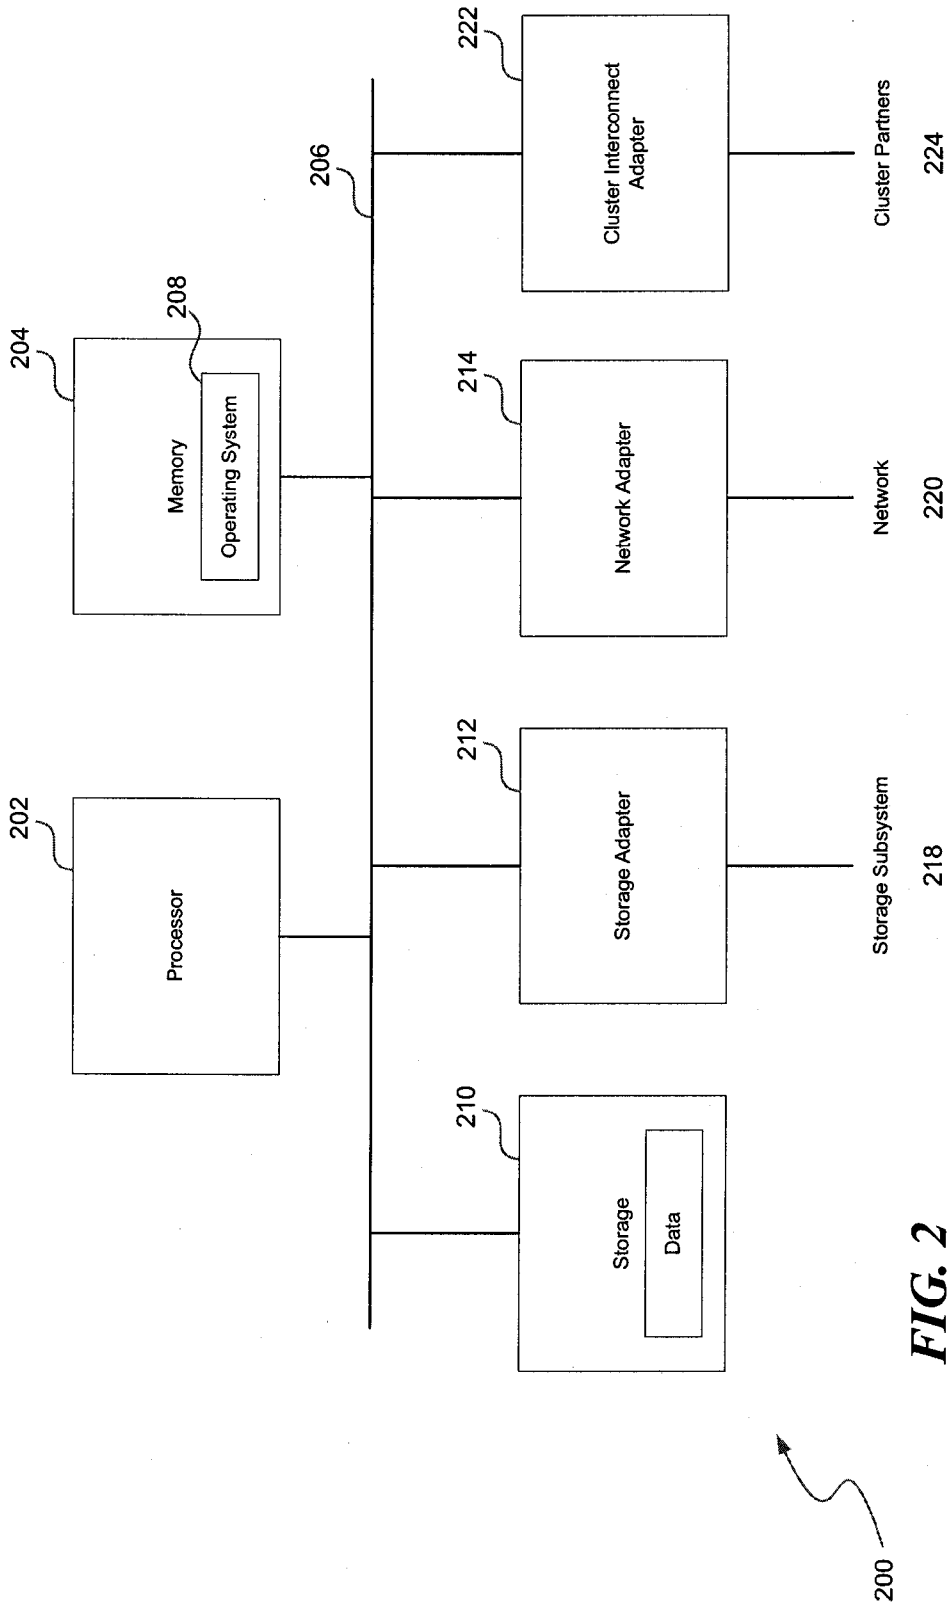 202
Processor
204
Memory
208
Operating System
206
210
Storage
Data
212
Storage Adapter
214
Network Adapter
222
Cluster Interconnect
Adapter
Storage Subsystem
218
Network
220
Cluster Partners
224
200
FIG. 2